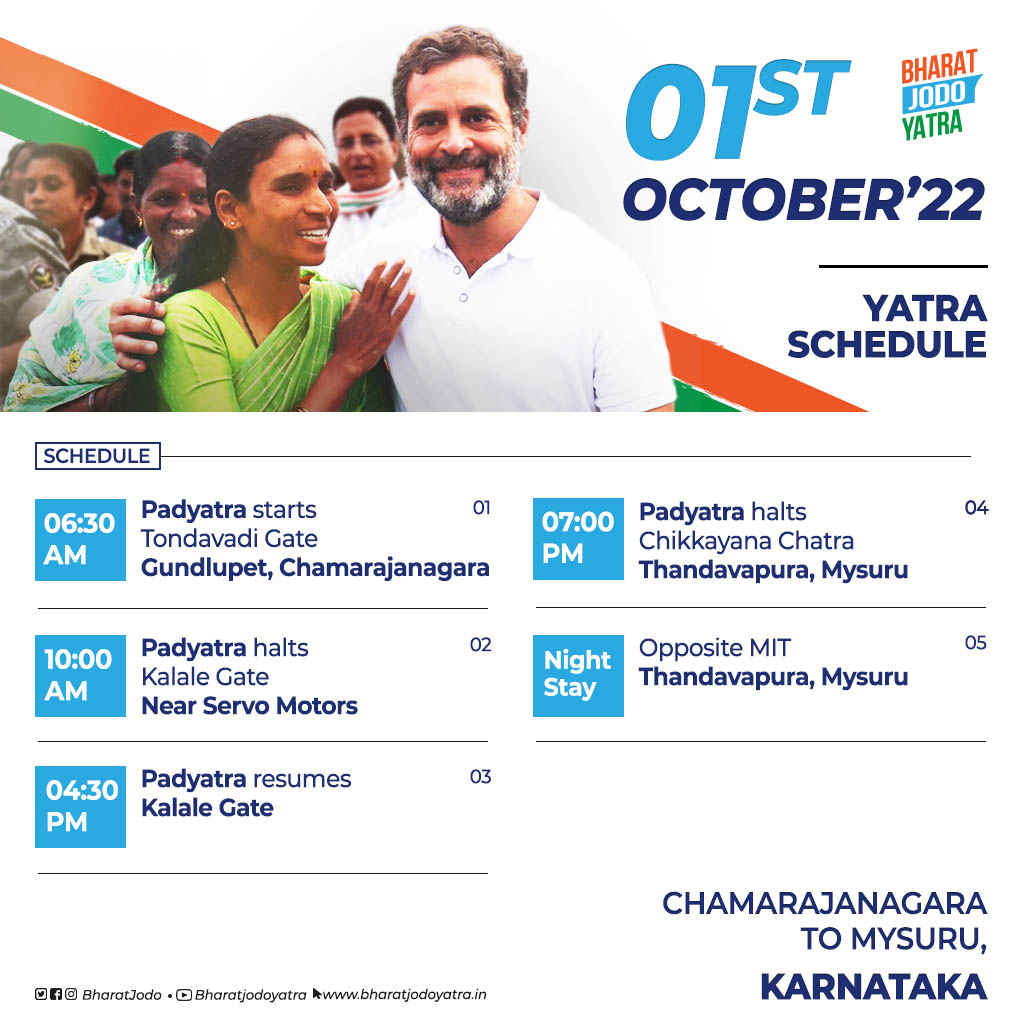 01ST
OCTOBER'22
BHARAT
JODO
YATRA
YATRA
SCHEDULE
SCHEDULE
06:30
AM
Padyatra starts
Tondavadi Gate
Gundlupet, Chamarajanagara
01
10:00
AM
Padyatra halts
Kalale Gate
Near Servo Motors
02
04:30
PM
Padyatra resumes
Kalale Gate
03
07:00
PM
Padyatra halts
Chikkayana Chatra
Thandavapura, Mysuru
04
Night
Stay
Opposite MIT
Thandavapura, Mysuru
05
CHAMARAJANAGARA
TO MYSURU,
KARNATAKA
BharatJodo • Bharatjodoyatra www.bharatjodoyatra.in